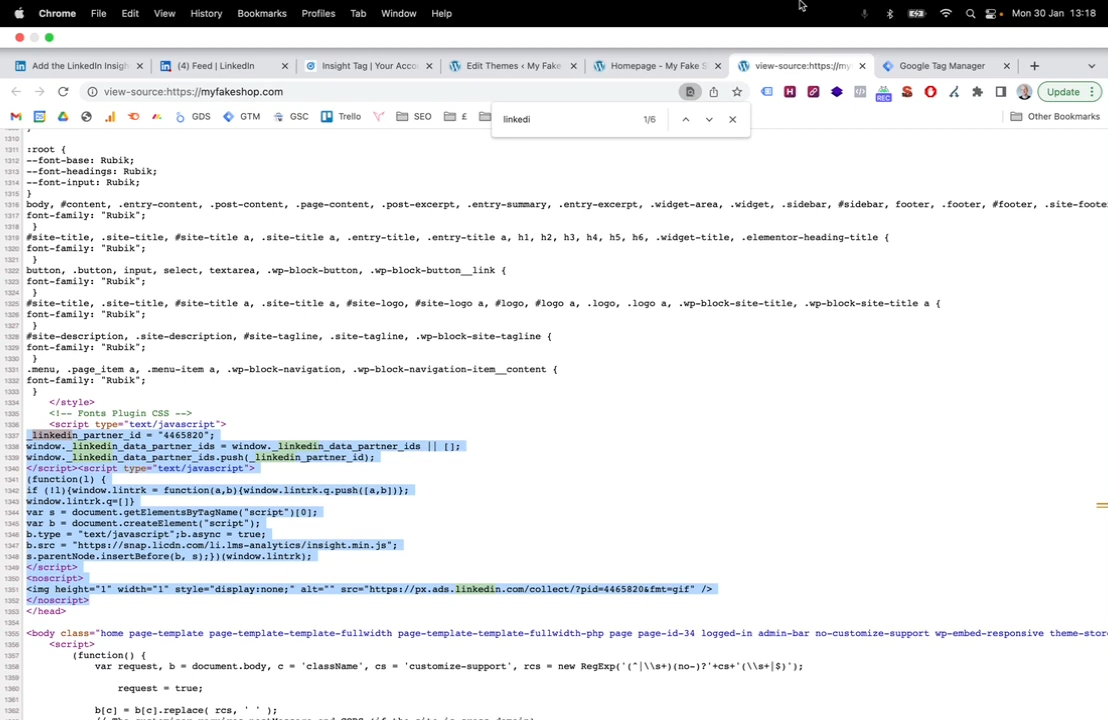 Chrome File Edit View History Bookmarks Profiles Tab Window Help Mon 30 Jan 13:18
Add the LinkedIn Insigh (4) Feed | LinkedIn Insight Tag | Your Acco Edit Themes ‹ My Fake S Homepage - My Fake S view-source:https://my Google Tag Manager
view-source:https://myfakeshop.com REC Update
GDS GTM GSC Trello SEO £ Other Bookmarks
linkedi 1/6
1310
1311 :root {
1312 --font-base: Rubik;
1313 --font-headings: Rubik;
1314 --font-input: Rubik;
1315 }
1316 body, #content, .entry-content, .post-content, .page-content, .post-excerpt, .entry-summary, .entry-excerpt, .widget-area, .widget, .sidebar, #sidebar, footer, .footer, #footer, .site-foote
1317 font-family: "Rubik";
1318 }
1319 #site-title, .site-title, #site-title a, .site-title a, .entry-title, .entry-title a, h1, h2, h3, h4, h5, h6, .widget-title, .elementor-heading-title {
1320 font-family: "Rubik";
1321 }
1322 button, .button, input, select, textarea, .wp-block-button, .wp-block-button__link {
1323 font-family: "Rubik";
1324 }
1325 #site-title, .site-title, #site-title a, .site-title a, #site-logo, #site-logo a, #logo, #logo a, .logo, .logo a, .wp-block-site-title, .wp-block-site-title a {
1326 font-family: "Rubik";
1327 }
1328 #site-description, .site-description, #site-tagline, .site-tagline, .wp-block-site-tagline {
1329 font-family: "Rubik";
1330 }
1331 .menu, .page_item a, .menu-item a, .wp-block-navigation, .wp-block-navigation-item__content {
1332 font-family: "Rubik";
1333 }
1334 </style>
1335 <!-- Fonts Plugin CSS -->
1336 <script type="text/javascript">
1337 _linkedin_partner_id = "4465820";
1338 window._linkedin_data_partner_ids = window._linkedin_data_partner_ids || [];
1339 window._linkedin_data_partner_ids.push(_linkedin_partner_id);
1340 </script><script type="text/javascript">
1341 (function(l) {
1342 if (!l){window.lintrk = function(a,b){window.lintrk.q.push([a,b])};
1343 window.lintrk.q=[]}
1344 var s = document.getElementsByTagName("script")[0];
1345 var b = document.createElement("script");
1346 b.type = "text/javascript";b.async = true;
1347 b.src = "https://snap.licdn.com/li.lms-analytics/insight.min.js";
1348 s.parentNode.insertBefore(b, s);})(window.lintrk);
1349 </script>
1350 <noscript>
1351 <img height="1" width="1" style="display:none;" alt="" src="https://px.ads.linkedin.com/collect/?pid=4465820&fmt=gif" />
1352 </noscript>
1353 </head>
1354
1355 <body class="home page-template page-template-template-fullwidth page-template-template-fullwidth-php page page-id-34 logged-in admin-bar no-customize-support wp-embed-responsive theme-store
1356 <script>
1357 (function() {
1358 var request, b = document.body, c = 'className', cs = 'customize-support', rcs = new RegExp('(^|\\s+)(no-)?'+cs+'(\\s+|$)');
1359
1360 request = true;
1361
1362 b[c] = b[c].replace( rcs, ' ' );